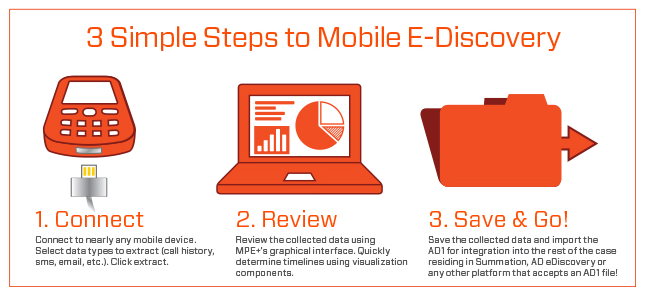 3 Simple Steps to Mobile E-Discovery
1. Connect
Connect to nearly any mobile device.
Select data types to extract (call history,
sms, email, etc.). Click extract.
2. Review
Review the collected data using
MPE+'s graphical interface. Quickly
determine timelines using visualization
components.
3. Save & Go!
Save the collected data and import the
AD1 for integration into the rest of the case
residing in Summation, AD eDiscovery or
any other platform that accepts an AD1 file!